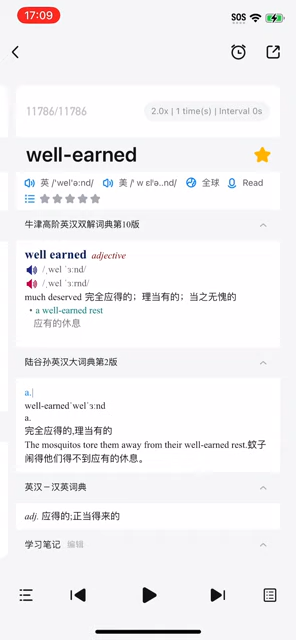 17:09
SOS
11786/11786
2.0x | 1 time(s) | Interval 0s
well-earned
英 /'wel'ə:nd/ 美 /' w εl'ə..nd/ 全球 Read
牛津高阶英汉双解词典第10版
well earned adjective
/ˌwel ˈɜːnd/
/ˌwel ˈɜːrnd/
much deserved 完全应得的；理当有的；当之无愧的
• a well-earned rest
应有的休息
陆谷孙英汉大词典第2版
a.|
well-earnedˈwelˈɜ:nd
a.
完全应得的,理当有的
The mosquitos tore them away from their well-earned rest.蚊子
闹得他们得不到应有的休息。
英汉－汉英词典
adj. 应得的;正当得来的
学习笔记 编辑